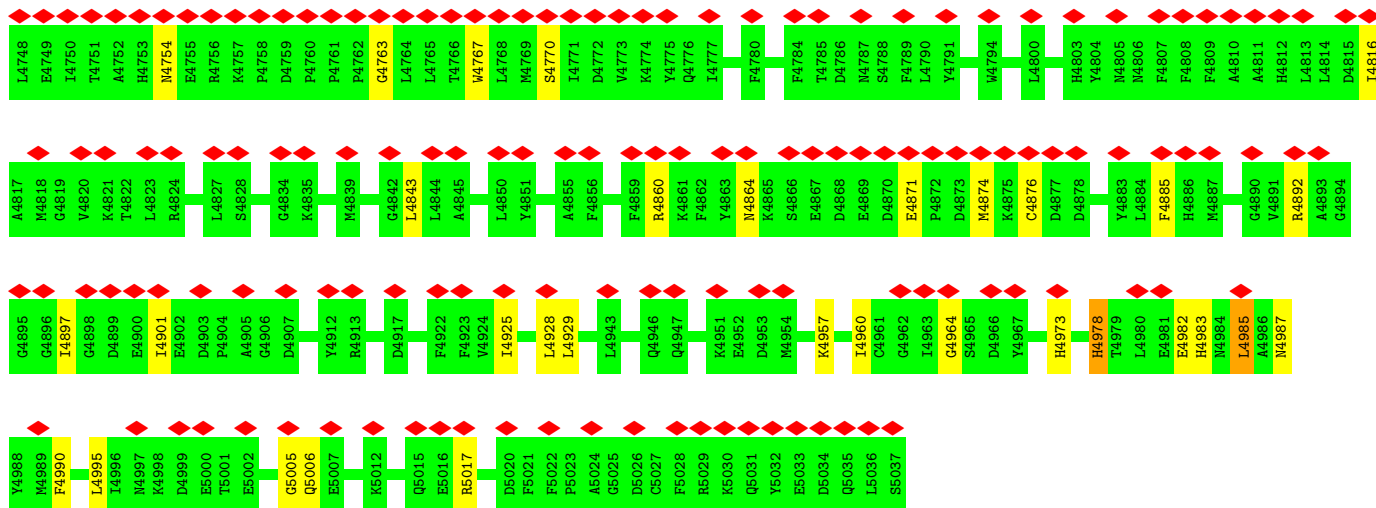 L4748 E4749 I4750 T4751 A4752 H4753 N4754 E4755 R4756 K4757 P4758 D4759 P4760 P4761 P4762 G4763 L4764 L4765 T4766 W4767 L4768 M4769 S4770 I4771 D4772 V4773 K4774 Y4775 Q4776 I4777 F4780 F4784 T4785 D4786 N4787 S4788 F4789 L4790 Y4791 W4794 L4800 H4803 Y4804 N4805 N4806 F4807 F4808 F4809 A4810 A4811 H4812 L4813 L4814 D4815 I4816
A4817 M4818 G4819 V4820 K4821 T4822 L4823 R4824 L4827 S4828 G4834 K4835 M4839 G4842 L4843 L4844 A4845 L4850 Y4851 A4855 F4856 F4859 R4860 K4861 F4862 Y4863 N4864 K4865 S4866 E4867 D4868 E4869 D4870 E4871 P4872 D4873 M4874 K4875 C4876 D4877 D4878 Y4883 L4884 F4885 H4886 M4887 G4890 V4891 R4892 A4893 G4894
G4895 G4896 I4897 G4898 D4899 E4900 I4901 E4902 D4903 P4904 A4905 G4906 D4907 Y4912 R4913 D4917 F4922 F4923 V4924 I4925 L4928 L4929 L4943 Q4946 Q4947 K4951 E4952 D4953 M4954 K4957 I4960 C4961 G4962 I4963 G4964 S4965 D4966 Y4967 H4973 H4978 T4979 L4980 E4981 E4982 H4983 N4984 L4985 A4986 N4987
Y4988 M4989 F4990 L4995 I4996 N4997 K4998 D4999 E5000 T5001 E5002 G5005 Q5006 E5007 K5012 Q5015 E5016 R5017 D5020 F5021 F5022 P5023 A5024 G5025 D5026 C5027 F5028 R5029 K5030 Q5031 Y5032 E5033 D5034 Q5035 L5036 S5037